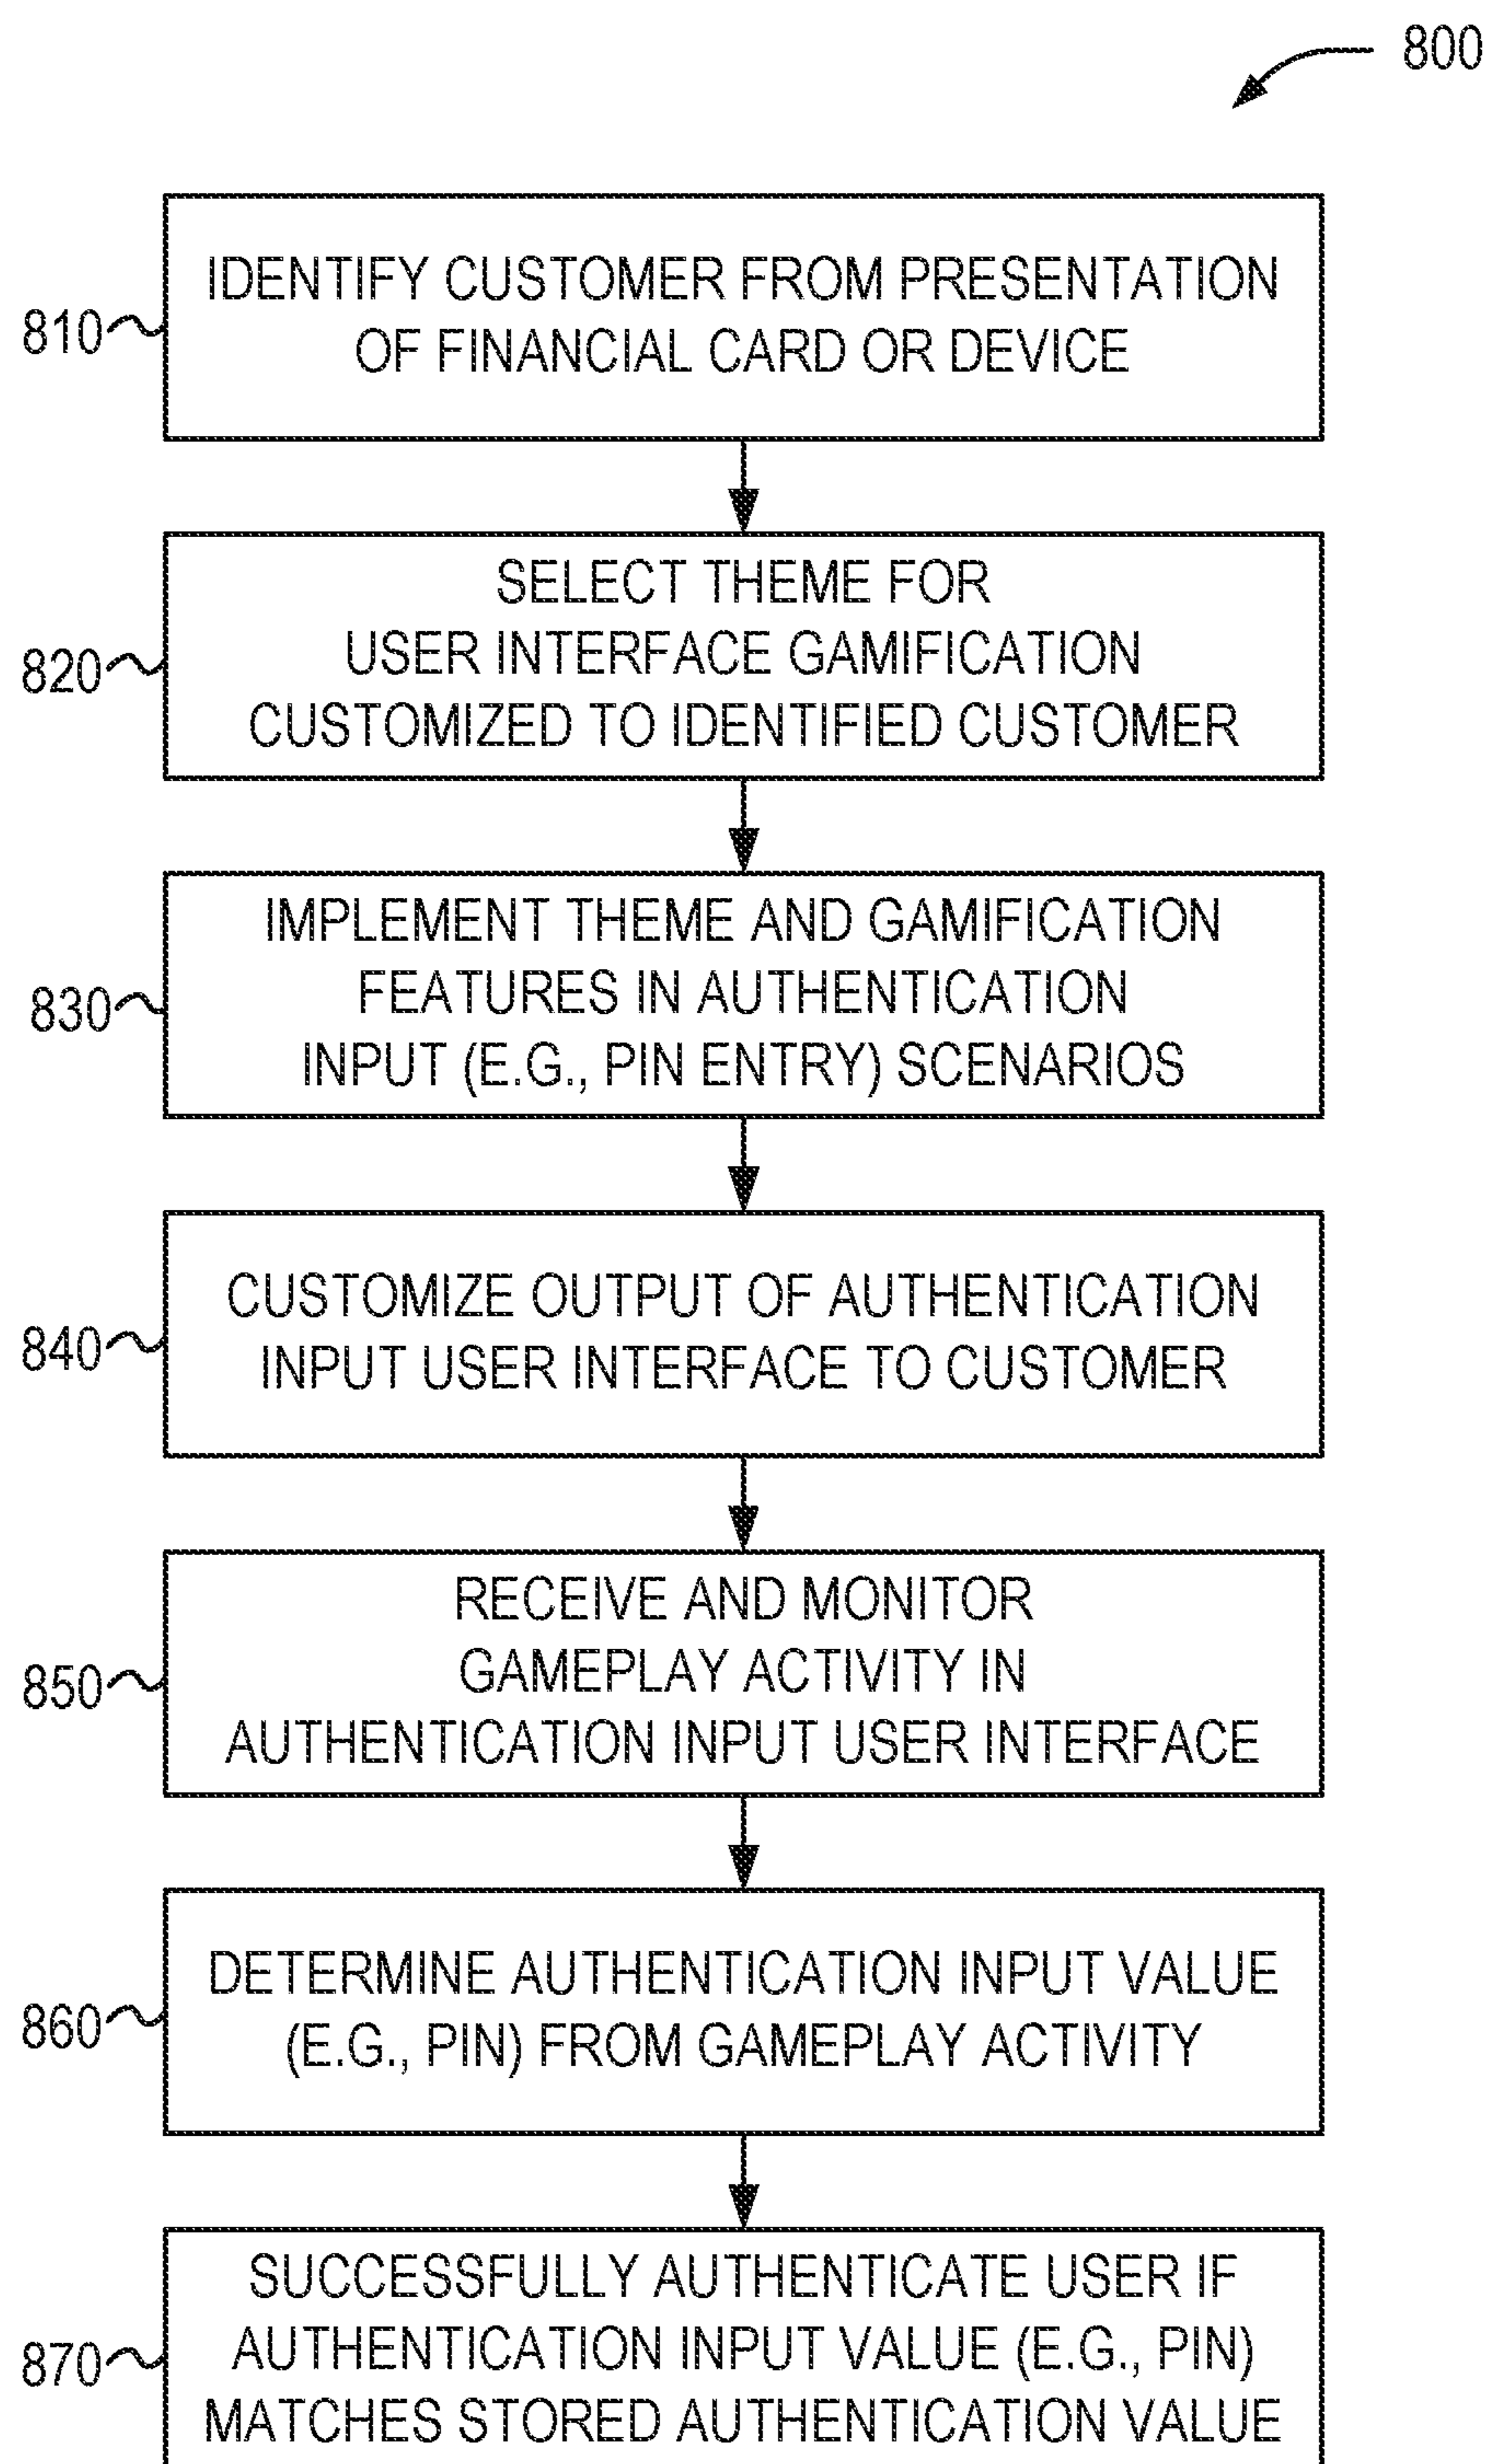 800
810
IDENTIFY CUSTOMER FROM PRESENTATION
OF FINANCIAL CARD OR DEVICE
820
SELECT THEME FOR
USER INTERFACE GAMIFICATION
CUSTOMIZED TO IDENTIFIED CUSTOMER
830
IMPLEMENT THEME AND GAMIFICATION
FEATURES IN AUTHENTICATION
INPUT (E.G., PIN ENTRY) SCENARIOS
840
CUSTOMIZE OUTPUT OF AUTHENTICATION
INPUT USER INTERFACE TO CUSTOMER
850
RECEIVE AND MONITOR
GAMEPLAY ACTIVITY IN
AUTHENTICATION INPUT USER INTERFACE
860
DETERMINE AUTHENTICATION INPUT VALUE
(E.G., PIN) FROM GAMEPLAY ACTIVITY
870
SUCCESSFULLY AUTHENTICATE USER IF
AUTHENTICATION INPUT VALUE (E.G., PIN)
MATCHES STORED AUTHENTICATION VALUE